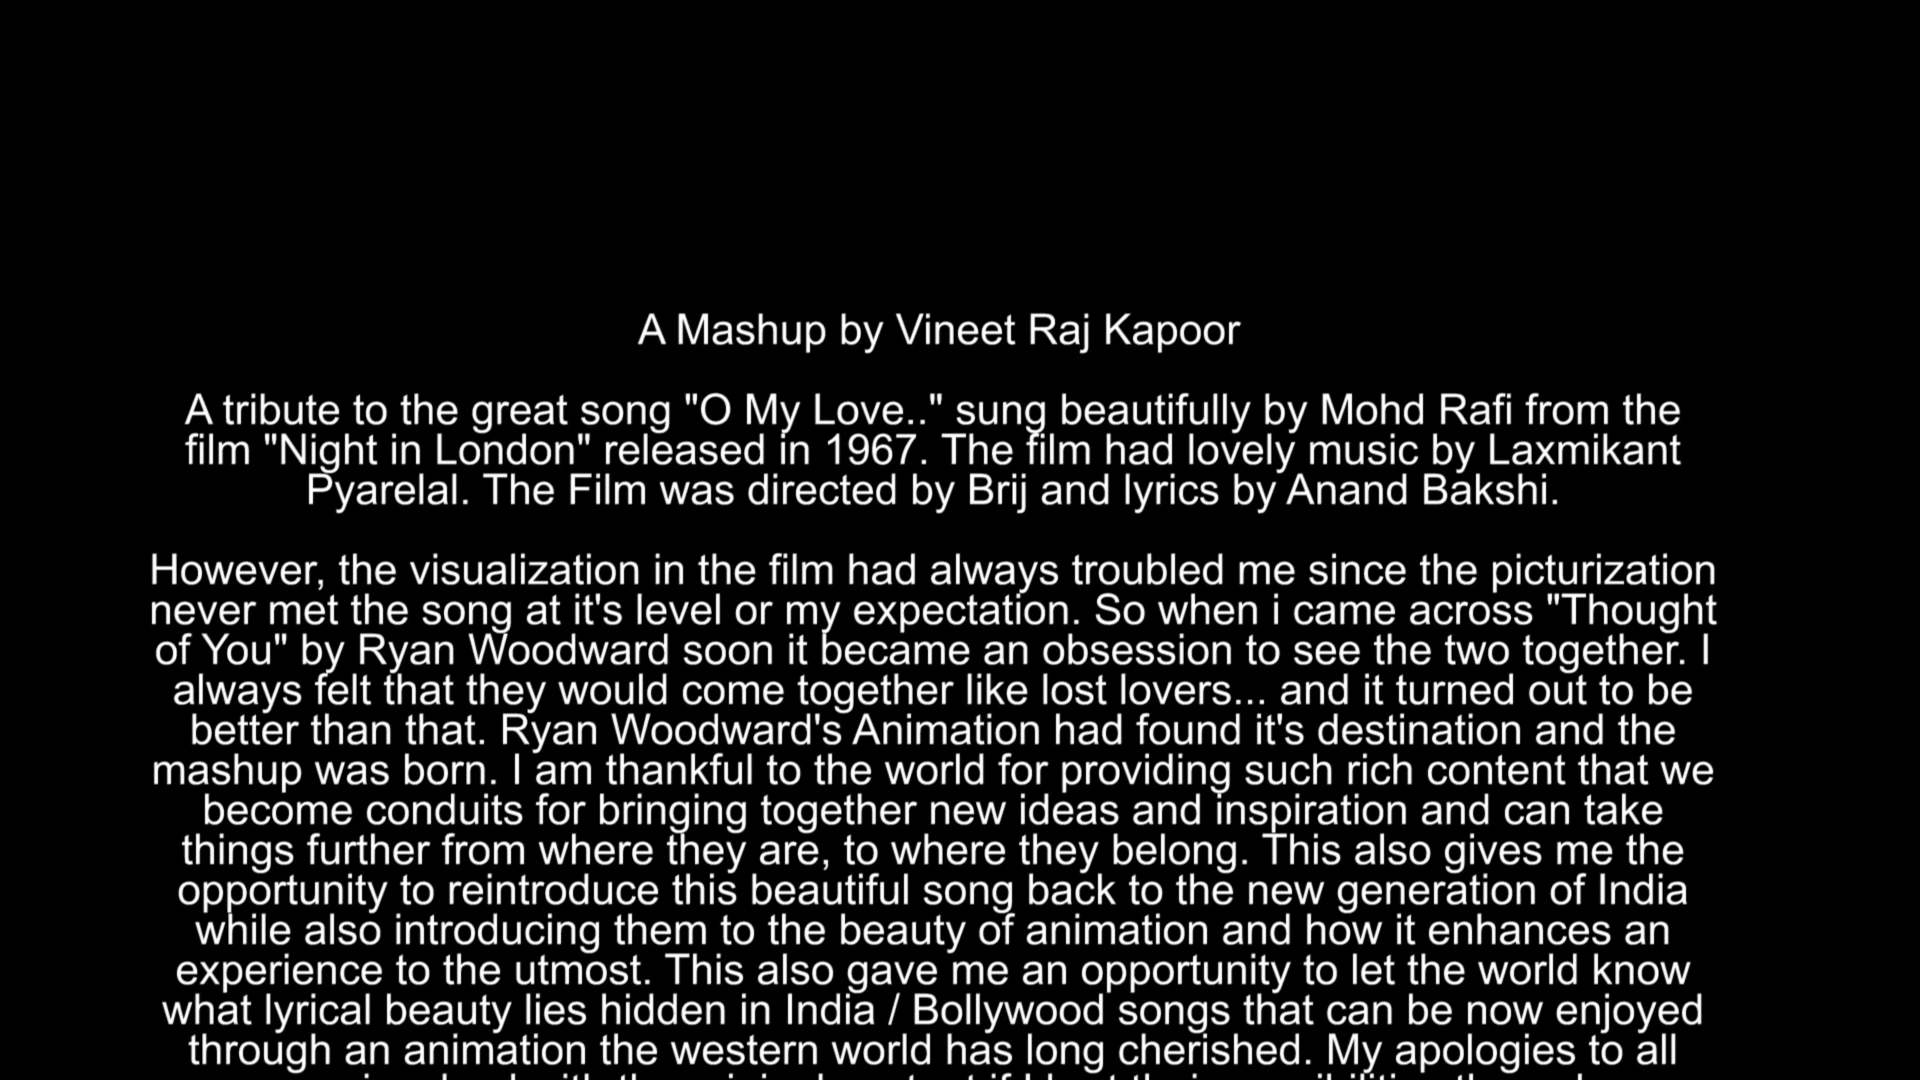 A Mashup by Vineet Raj Kapoor
A tribute to the great song "O My Love.." sung beautifully by Mohd Rafi from the
film "Night in London" released in 1967. The film had lovely music by Laxmikant
Pyarelal. The Film was directed by Brij and lyrics by Anand Bakshi.
However, the visualization in the film had always troubled me since the picturization
never met the song at it's level or my expectation. So when i came across "Thought
of You" by Ryan Woodward soon it became an obsession to see the two together. I
always felt that they would come together like lost lovers... and it turned out to be
better than that. Ryan Woodward's Animation had found it's destination and the
mashup was born. I am thankful to the world for providing such rich content that we
become conduits for bringing together new ideas and inspiration and can take
things further from where they are, to where they belong. This also gives me the
opportunity to reintroduce this beautiful song back to the new generation of India
while also introducing them to the beauty of animation and how it enhances an
experience to the utmost. This also gave me an opportunity to let the world know
what lyrical beauty lies hidden in India / Bollywood songs that can be now enjoyed
through an animation the western world has long cherished. My apologies to all